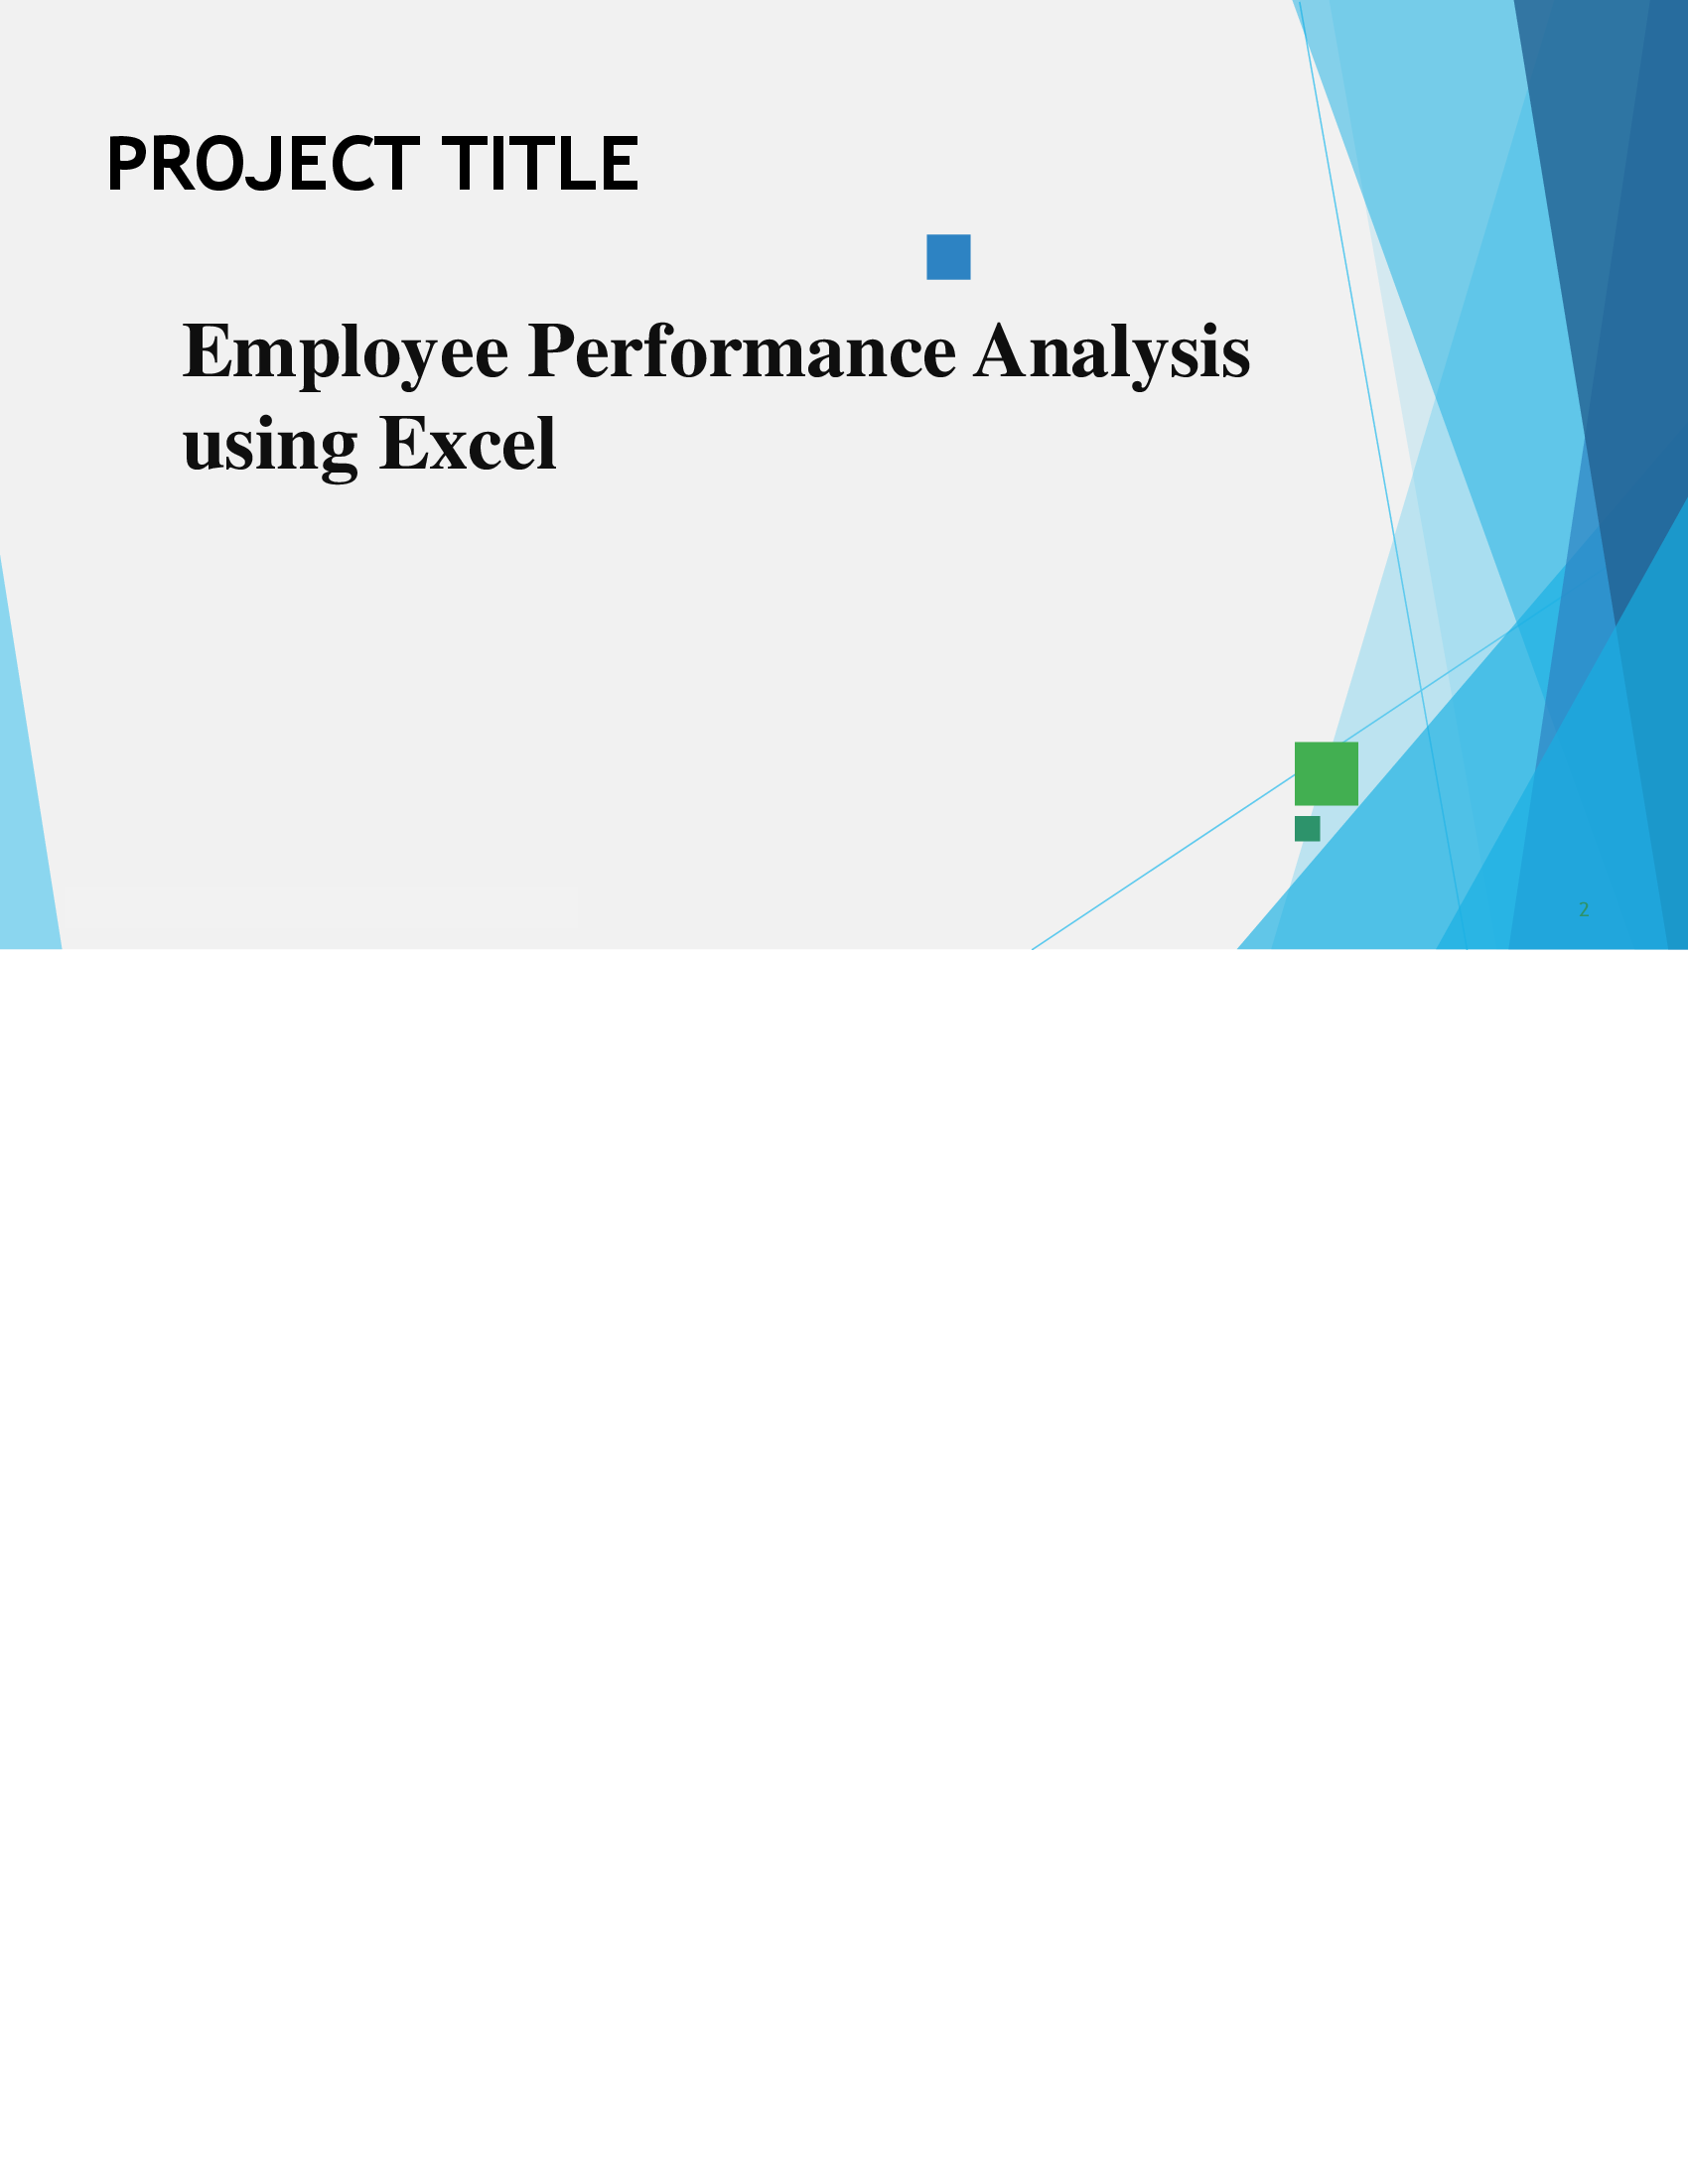 PROJECT TITLE
Employee Performance Analysis
using Excel
2